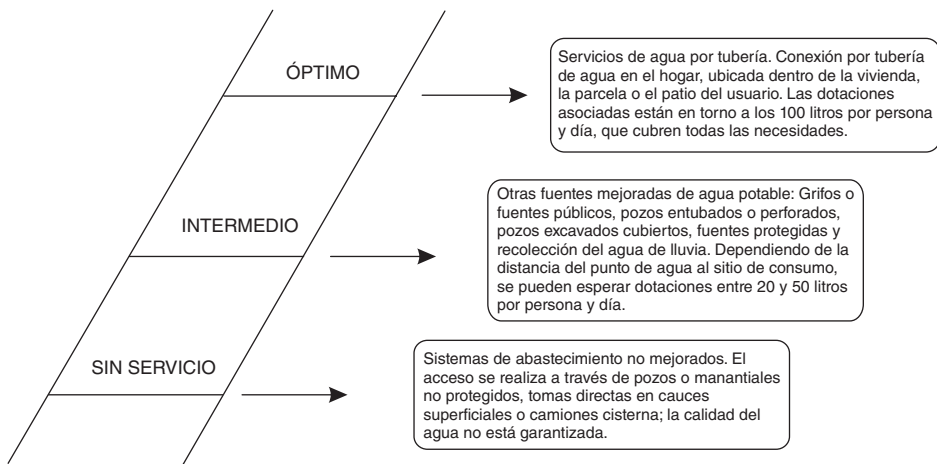 ÓPTIMO
Servicios de agua por tubería. Conexión por tubería
de agua en el hogar, ubicada dentro de la vivienda,
la parcela o el patio del usuario. Las dotaciones
asociadas están en torno a los 100 litros por persona
y día, que cubren todas las necesidades.
INTERMEDIO
Otras fuentes mejoradas de agua potable: Grifos o
fuentes públicos, pozos entubados o perforados,
pozos excavados cubiertos, fuentes protegidas y
recolección del agua de lluvia. Dependiendo de la
distancia del punto de agua al sitio de consumo,
se pueden esperar dotaciones entre 20 y 50 litros
por persona y día.
SIN SERVICIO
Sistemas de abastecimiento no mejorados. El
acceso se realiza a través de pozos o manantiales
no protegidos, tomas directas en cauces
superficiales o camiones cisterna; la calidad del
agua no está garantizada.